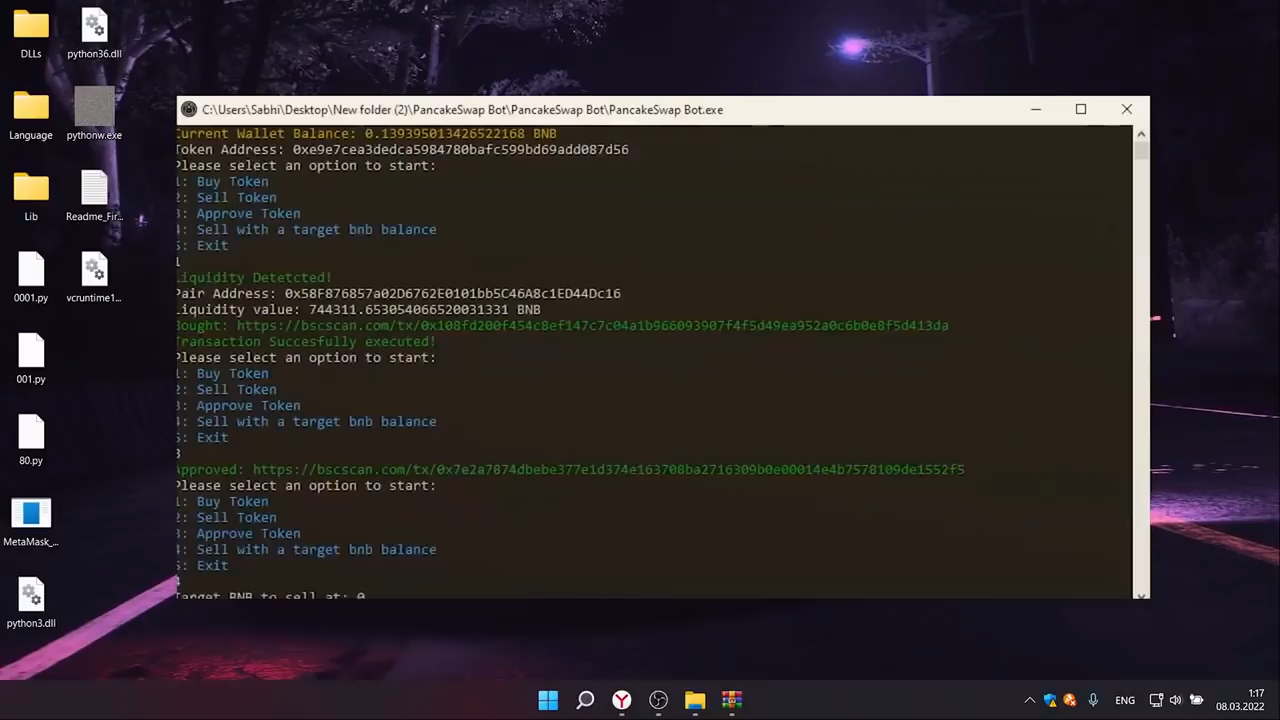 DLLs
python36.dll
Language
pythonw.exe
Lib
Readme_Fir...
0001.py
vcruntime1...
001.py
80.py
MetaMask_...
python3.dll
C:\Users\Sabhi\Desktop\New folder (2)\PancakeSwap Bot\PancakeSwap Bot\PancakeSwap Bot.exe
Current Wallet Balance: 0.139395013426522168 BNB
Token Address: 0xe9e7cea3dedca5984780bafc599bd69add087d56
Please select an option to start:
1: Buy Token
2: Sell Token
3: Approve Token
4: Sell with a target bnb balance
5: Exit
1
Liquidity Detetcted!
Pair Address: 0x58F876857a02D6762E0101bb5C46A8c1ED44Dc16
Liquidity value: 744311.653054066520031331 BNB
Bought: https://bscscan.com/tx/0x108fd200f454c8ef147c7c04a1b966093907f4f5d49ea952a0c6b0e8f5d413da
Transaction Succesfully executed!
Please select an option to start:
1: Buy Token
2: Sell Token
3: Approve Token
4: Sell with a target bnb balance
5: Exit
3
Approved: https://bscscan.com/tx/0x7e2a7874dbebe377e1d374e163708ba2716309b0e00014e4b7578109de1552f5
Please select an option to start:
1: Buy Token
2: Sell Token
3: Approve Token
4: Sell with a target bnb balance
5: Exit
4
Target BNB to sell at: 0
ENG
1:17
08.03.2022